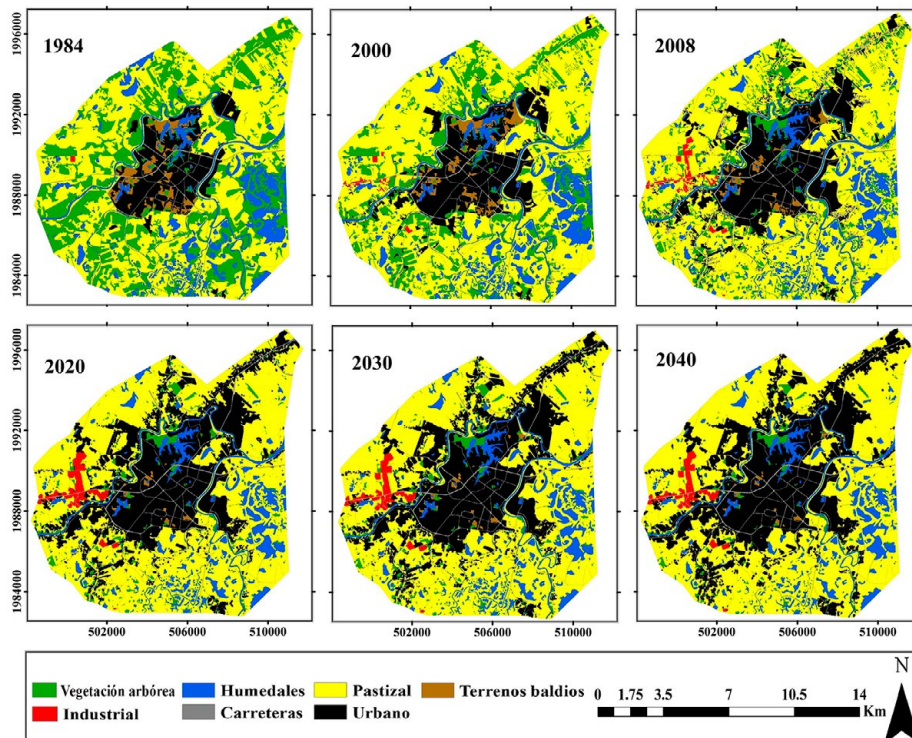 1984
2000
2008
1996000
1992000
1988000
1984000
2020
2030
2040
1996000
1992000
1988000
1984000
502000 506000 510000
502000 506000 510000
502000 506000 510000
Vegetación arbórea Humedales Pastizal Terrenos baldios
Industrial Carreteras Urbano
0 1.75 3.5 7 10.5 14
Km
N